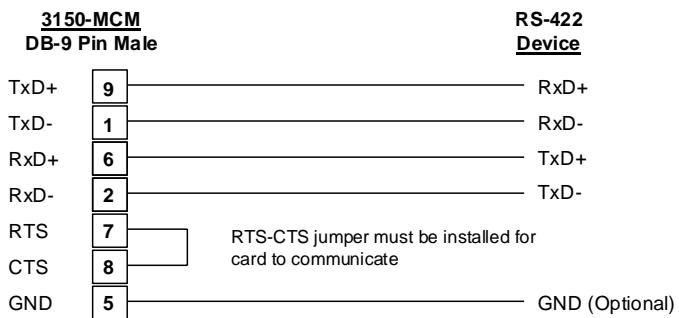 3150-MCM RS-422
DB-9 Pin Male Device
TxD+ 9 RxD+
TxD- 1 RxD-
RxD+ 6 TxD+
RxD- 2 TxD-
RTS 7 RTS-CTS jumper must be installed for
CTS 8 card to communicate
GND 5 GND (Optional)